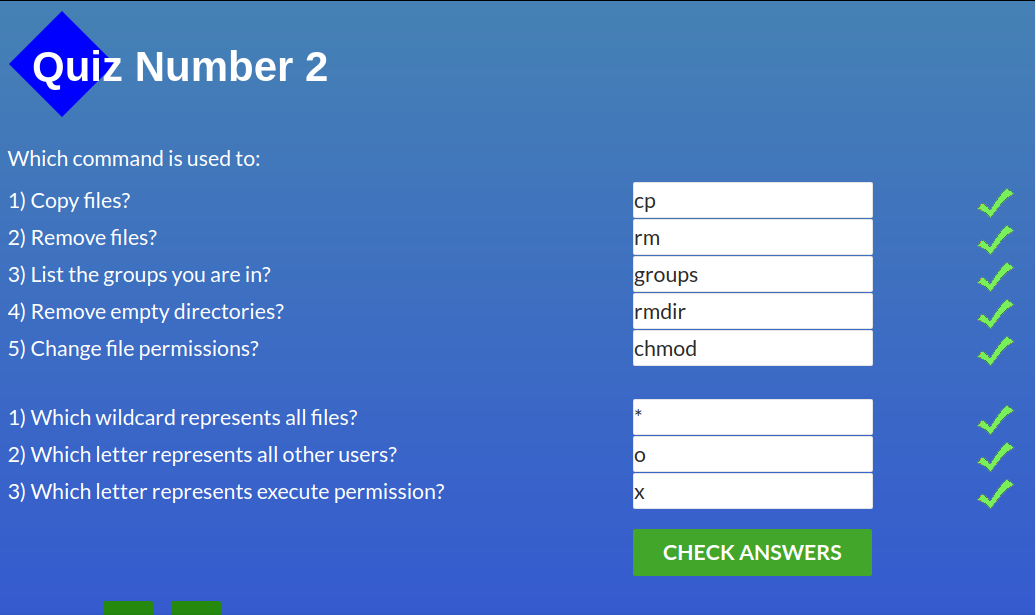 Quiz Number 2
Which command is used to:
1) Copy files? cp
2) Remove files? rm
3) List the groups you are in? groups
4) Remove empty directories? rmdir
5) Change file permissions? chmod
1) Which wildcard represents all files? *
2) Which letter represents all other users? o
3) Which letter represents execute permission? x
CHECK ANSWERS